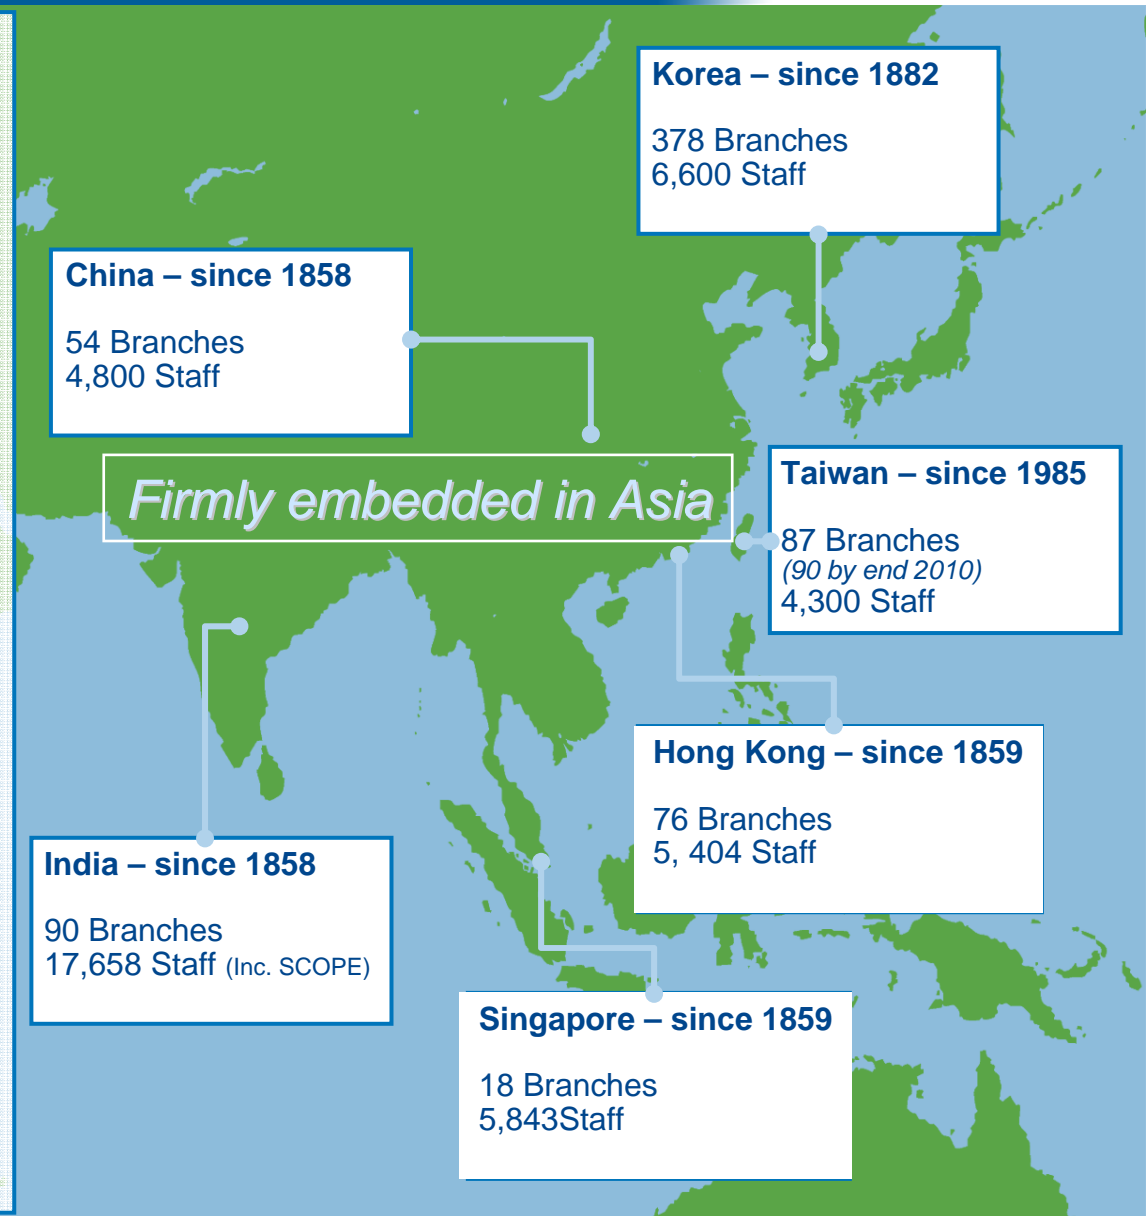 Korea – since 1882
378 Branches
6,600 Staff
China – since 1858
54 Branches
4,800 Staff
Firmly embedded in Asia
Taiwan – since 1985
87 Branches
(90 by end 2010)
4,300 Staff
Hong Kong – since 1859
76 Branches
5, 404 Staff
India – since 1858
90 Branches
17,658 Staff (Inc. SCOPE)
Singapore – since 1859
18 Branches
5,843Staff